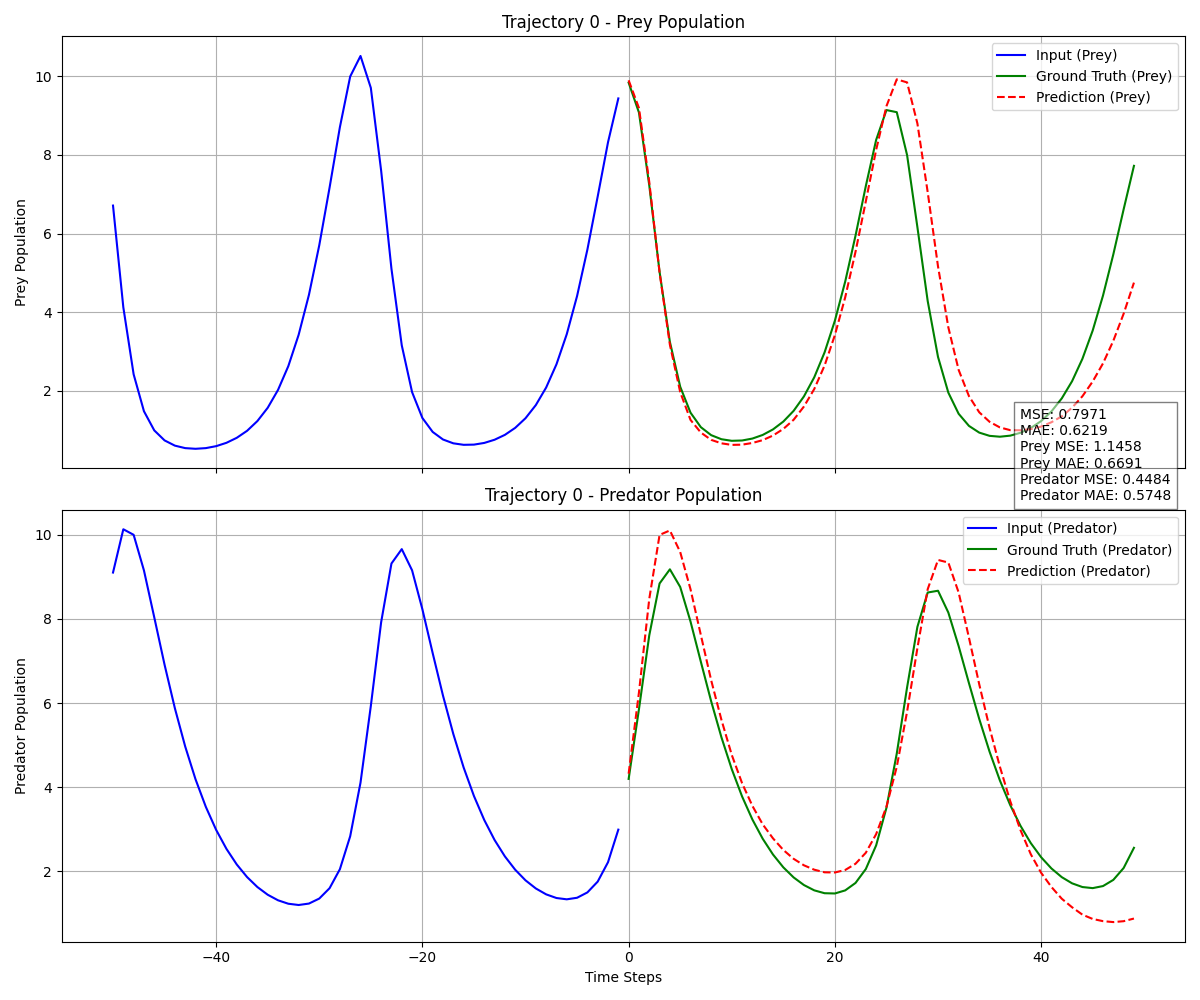 Trajectory 0 - Prey Population
Prey Population
10
8
6
4
2
Input (Prey)
Ground Truth (Prey)
Prediction (Prey)
MSE: 0.7971
MAE: 0.6219
Prey MSE: 1.1458
Prey MAE: 0.6691
Predator MSE: 0.4484
Predator MAE: 0.5748
Trajectory 0 - Predator Population
Predator Population
10
8
6
4
2
Input (Predator)
Ground Truth (Predator)
Prediction (Predator)
−40
−20
0
20
40
Time Steps